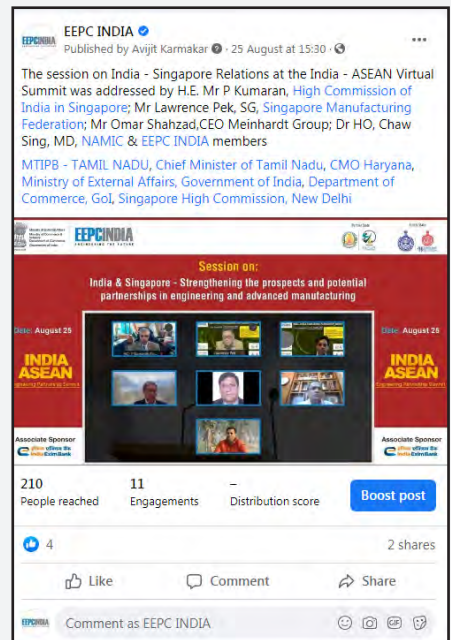 EEPC INDIA
Published by Avijit Karmakar · 25 August at 15:30 ·
The session on India - Singapore Relations at the India - ASEAN Virtual
Summit was addressed by H.E. Mr P Kumaran, High Commission of
India in Singapore; Mr Lawrence Pek, SG, Singapore Manufacturing
Federation; Mr Omar Shahzad,CEO Meinhardt Group; Dr HO, Chaw
Sing, MD, NAMIC & EEPC INDIA members
MTIPB - TAMIL NADU, Chief Minister of Tamil Nadu, CMO Haryana,
Ministry of External Affairs, Government of India, Department of
Commerce, GoI, Singapore High Commission, New Delhi
EEPCINDIA
Session on:
India & Singapore - Strengthening the prospects and potential
partnerships in engineering and advanced manufacturing
Date: August 25
Date: August 25
INDIA
ASEAN
INDIA
ASEAN
Associate Sponsor
Associate Sponsor
210
People reached
11
Engagements
–
Distribution score
Boost post
4
2 shares
Like
Comment
Share
EEPCINDIA
Comment as EEPC INDIA
GIF